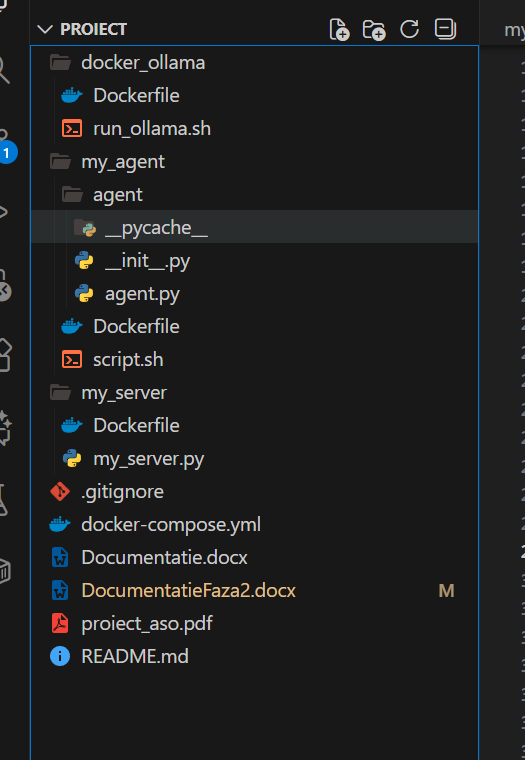 PROIECT
my
docker_ollama
Dockerfile
run_ollama.sh
my_agent
1
agent
__pycache__
__init__.py
agent.py
Dockerfile
script.sh
my_server
Dockerfile
my_server.py
.gitignore
docker-compose.yml
Documentatie.docx
DocumentatieFaza2.docx M
proiect_aso.pdf
README.md